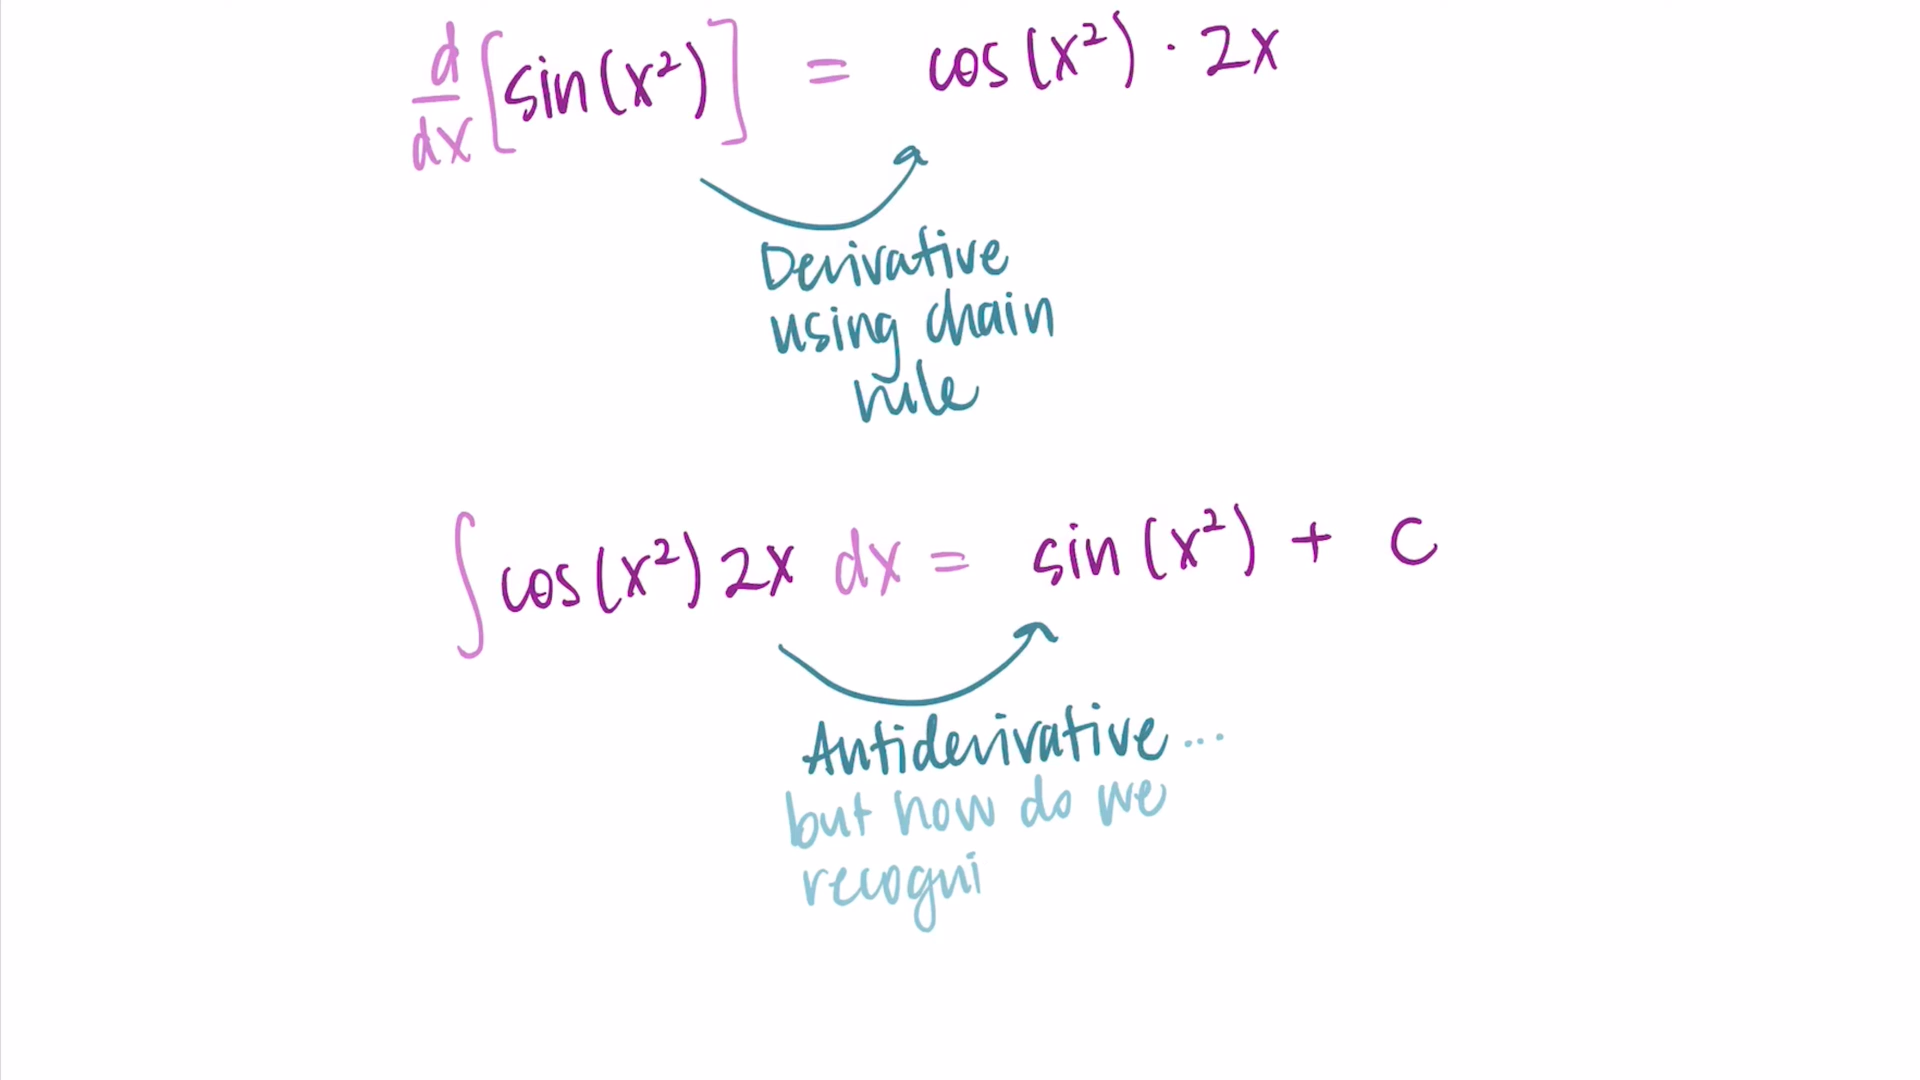 d/dx [sin(x²)] = cos(x²) · 2x
Derivative
using chain
rule
∫cos(x²) 2x dx = sin(x²) + C
Antiderivative...
but how do we
recogni